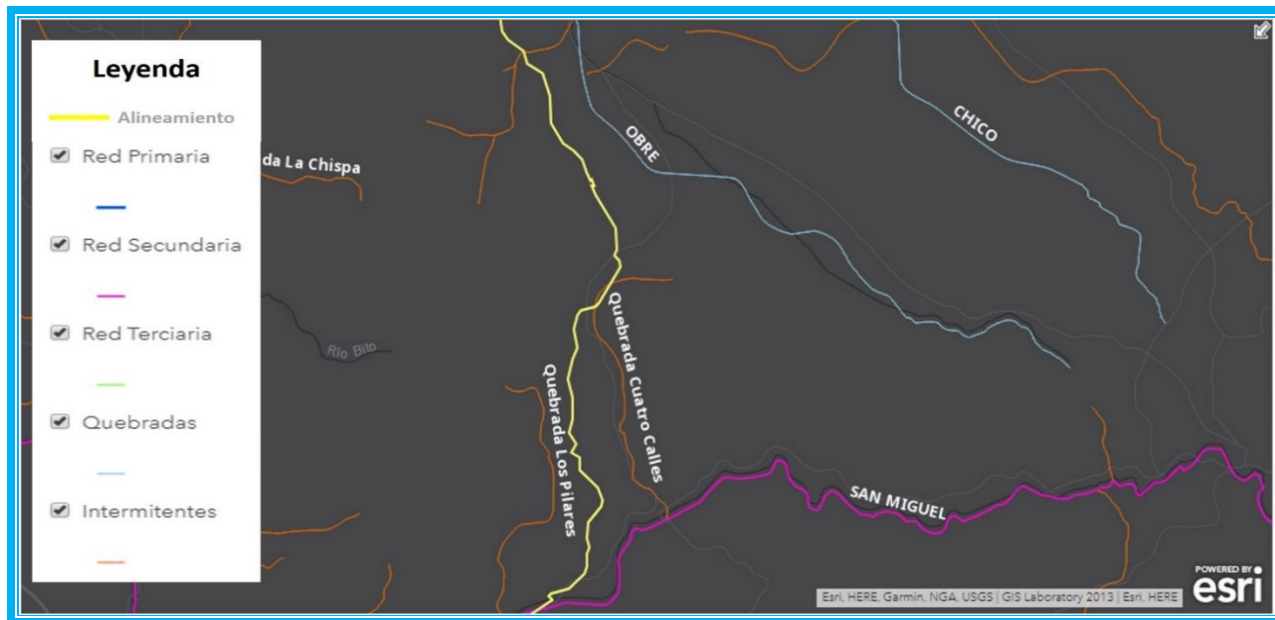 Leyenda
Alineamiento
Red Primaria
Red Secundaria
Red Terciaria
Quebradas
Intermitentes
da La Chispa
OBRE
CHICO
Río Bito
Quebrada Cuatro Calles
Quebrada Los Pilares
SAN MIGUEL
POWERED BY
esri
Esri, HERE, Garmin, NGA, USGS | GIS Laboratory 2013 | Esri, HERE